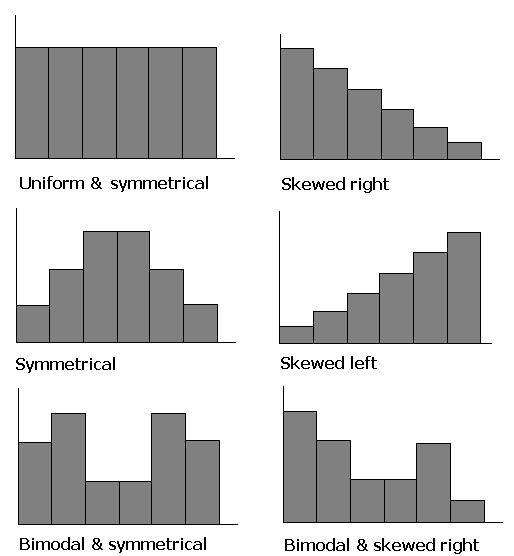 Uniform & symmetrical
Skewed right
Symmetrical
Skewed left
Bimodal & symmetrical
Bimodal & skewed right